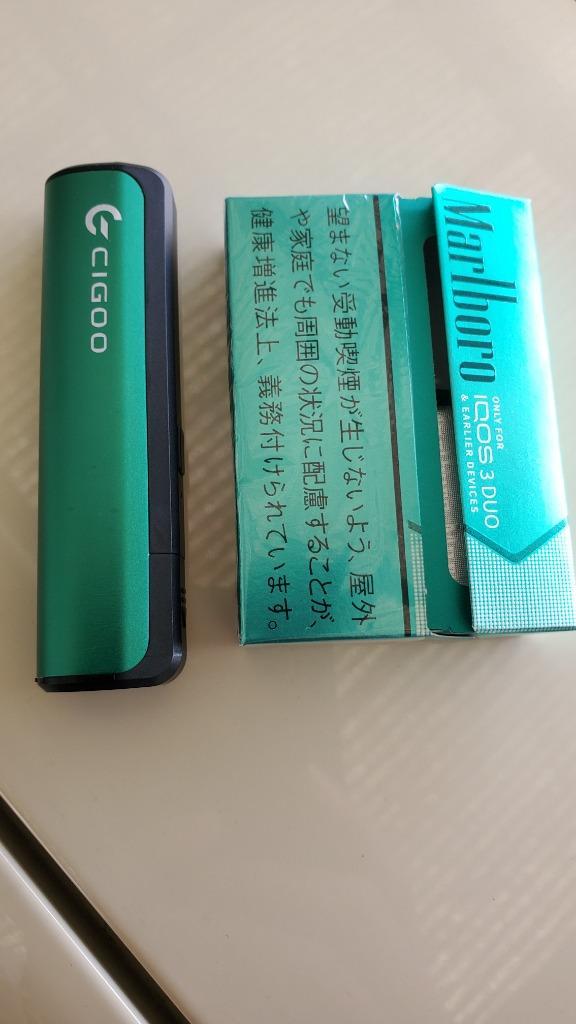 CIGOO
望まない受動喫煙が生じないよう、屋外
や家庭でも周囲の状況に配慮することが、
健康増進法上、義務付けられています。
Marlboro
ONLY FOR
IQOS 3 DUO
& EARLIER DEVICES